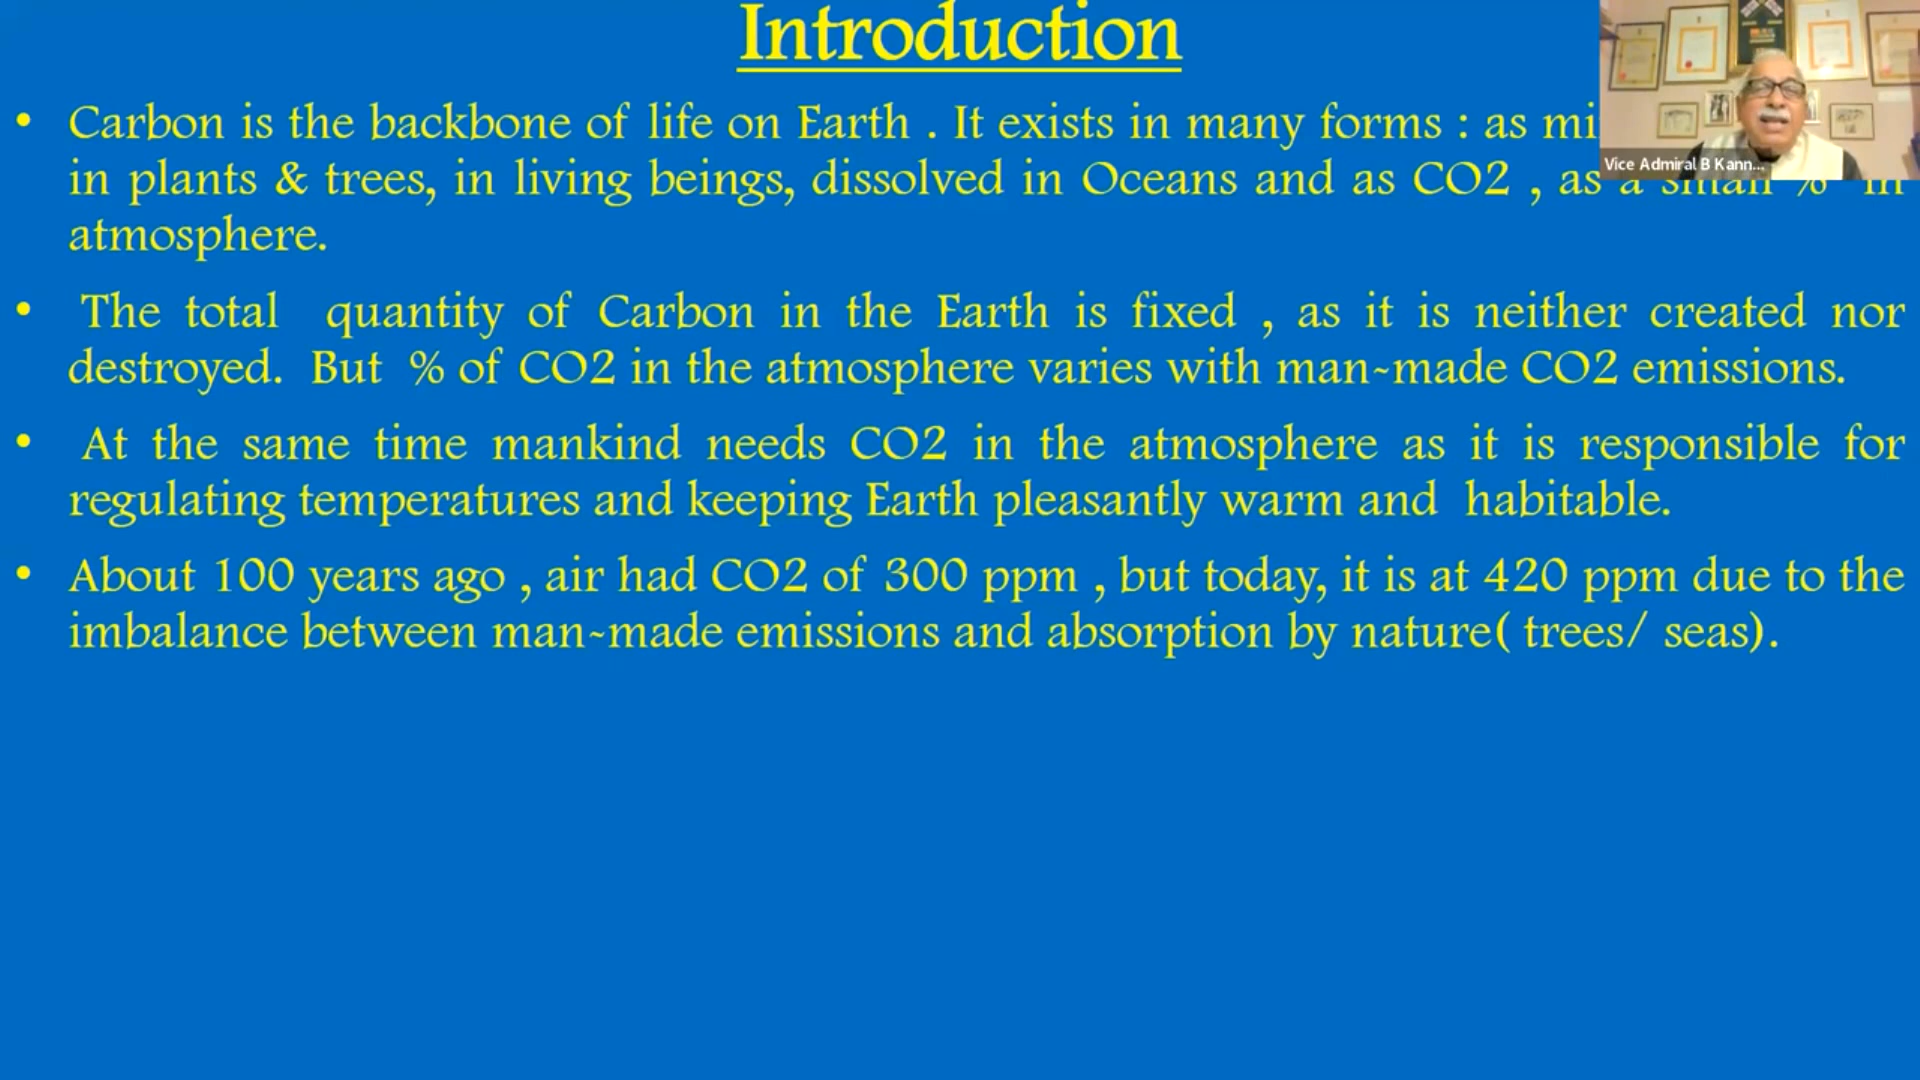 Introduction
• Carbon is the backbone of life on Earth . It exists in many forms : as
in plants & trees, in living beings, dissolved in Oceans and as CO2 , as a small % in
atmosphere.
• The total quantity of Carbon in the Earth is fixed , as it is neither created nor
destroyed. But % of CO2 in the atmosphere varies with man~made CO2 emissions.
• At the same time mankind needs CO2 in the atmosphere as it is responsible for
regulating temperatures and keeping Earth pleasantly warm and habitable.
• About 100 years ago , air had CO2 of 300 ppm , but today, it is at 420 ppm due to the
imbalance between man~made emissions and absorption by nature( trees/ seas).
Vice Admiral B Kann...